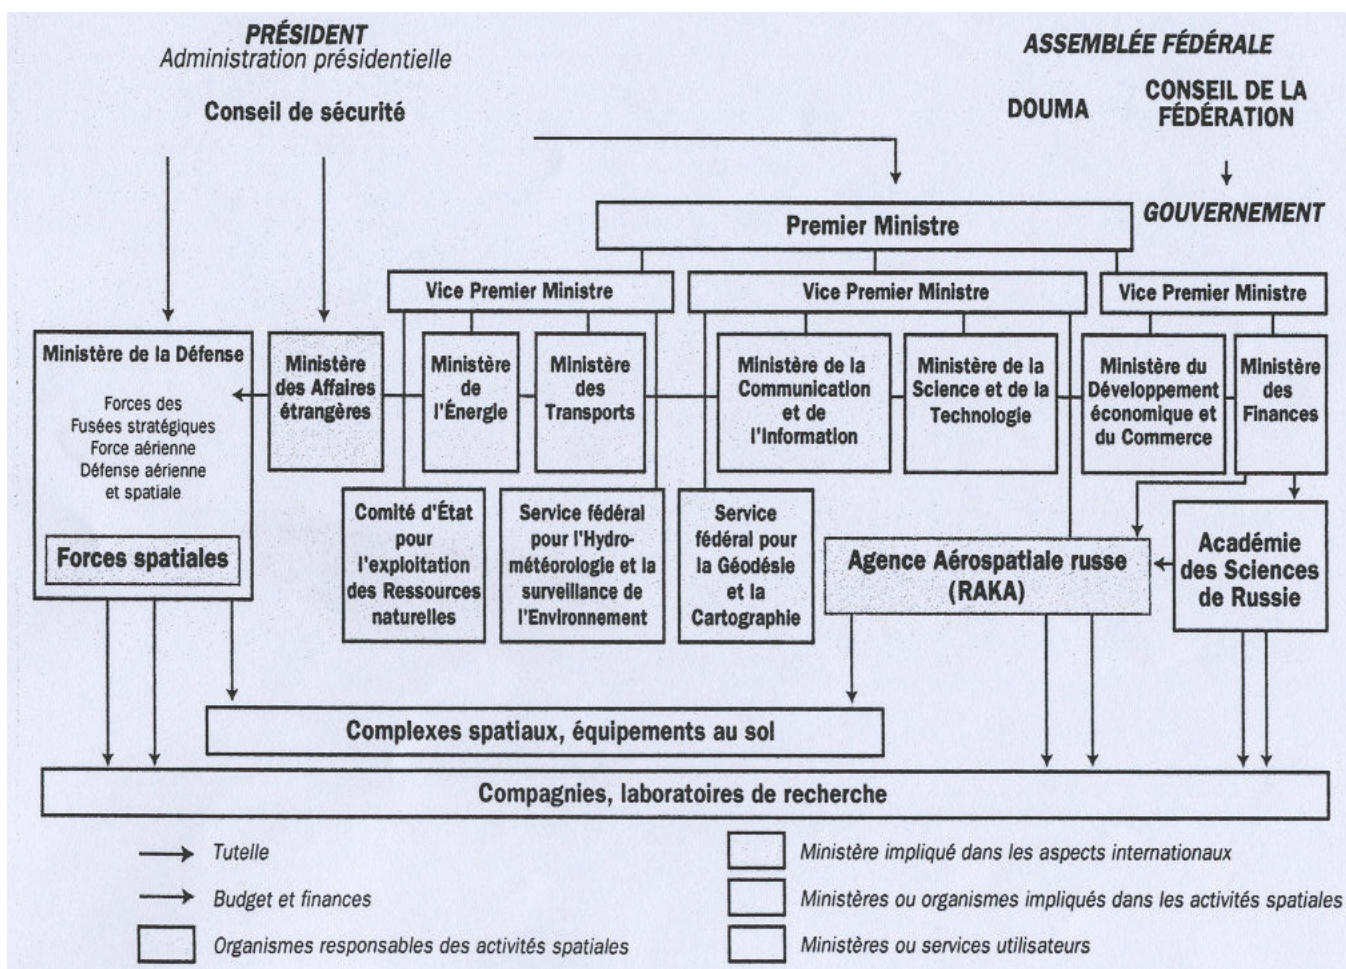 PRÉSIDENT
Administration présidentielle
Conseil de sécurité
ASSEMBLÉE FÉDÉRALE
DOUMA
CONSEIL DE LA
FÉDÉRATION
GOUVERNEMENT
Premier Ministre
Vice Premier Ministre
Vice Premier Ministre
Vice Premier Ministre
Ministère de la Défense
Forces des
Fusées stratégiques
Force aérienne
Défense aérienne
et spatiale
Forces spatiales
Ministère
des Affaires
étrangères
Ministère
de
l'Énergie
Ministère
des
Transports
Ministère de la
Communication
et de
l'Information
Ministère de la
Science et de la
Technologie
Ministère du
Développement
économique et
du Commerce
Ministère
des
Finances
Comité d'État
pour
l'exploitation
des Ressources
naturelles
Service fédéral
pour l'Hydro-
météorologie et la
surveillance de
l'Environnement
Service
fédéral pour
la Géodésie
et la
Cartographie
Agence Aérospatiale russe
(RAKA)
Académie
des Sciences
de Russie
Complexes spatiaux, équipements au sol
Compagnies, laboratoires de recherche
Tutelle
Budget et finances
Organismes responsables des activités spatiales
Ministère impliqué dans les aspects internationaux
Ministères ou organismes impliqués dans les activités spatiales
Ministères ou services utilisateurs